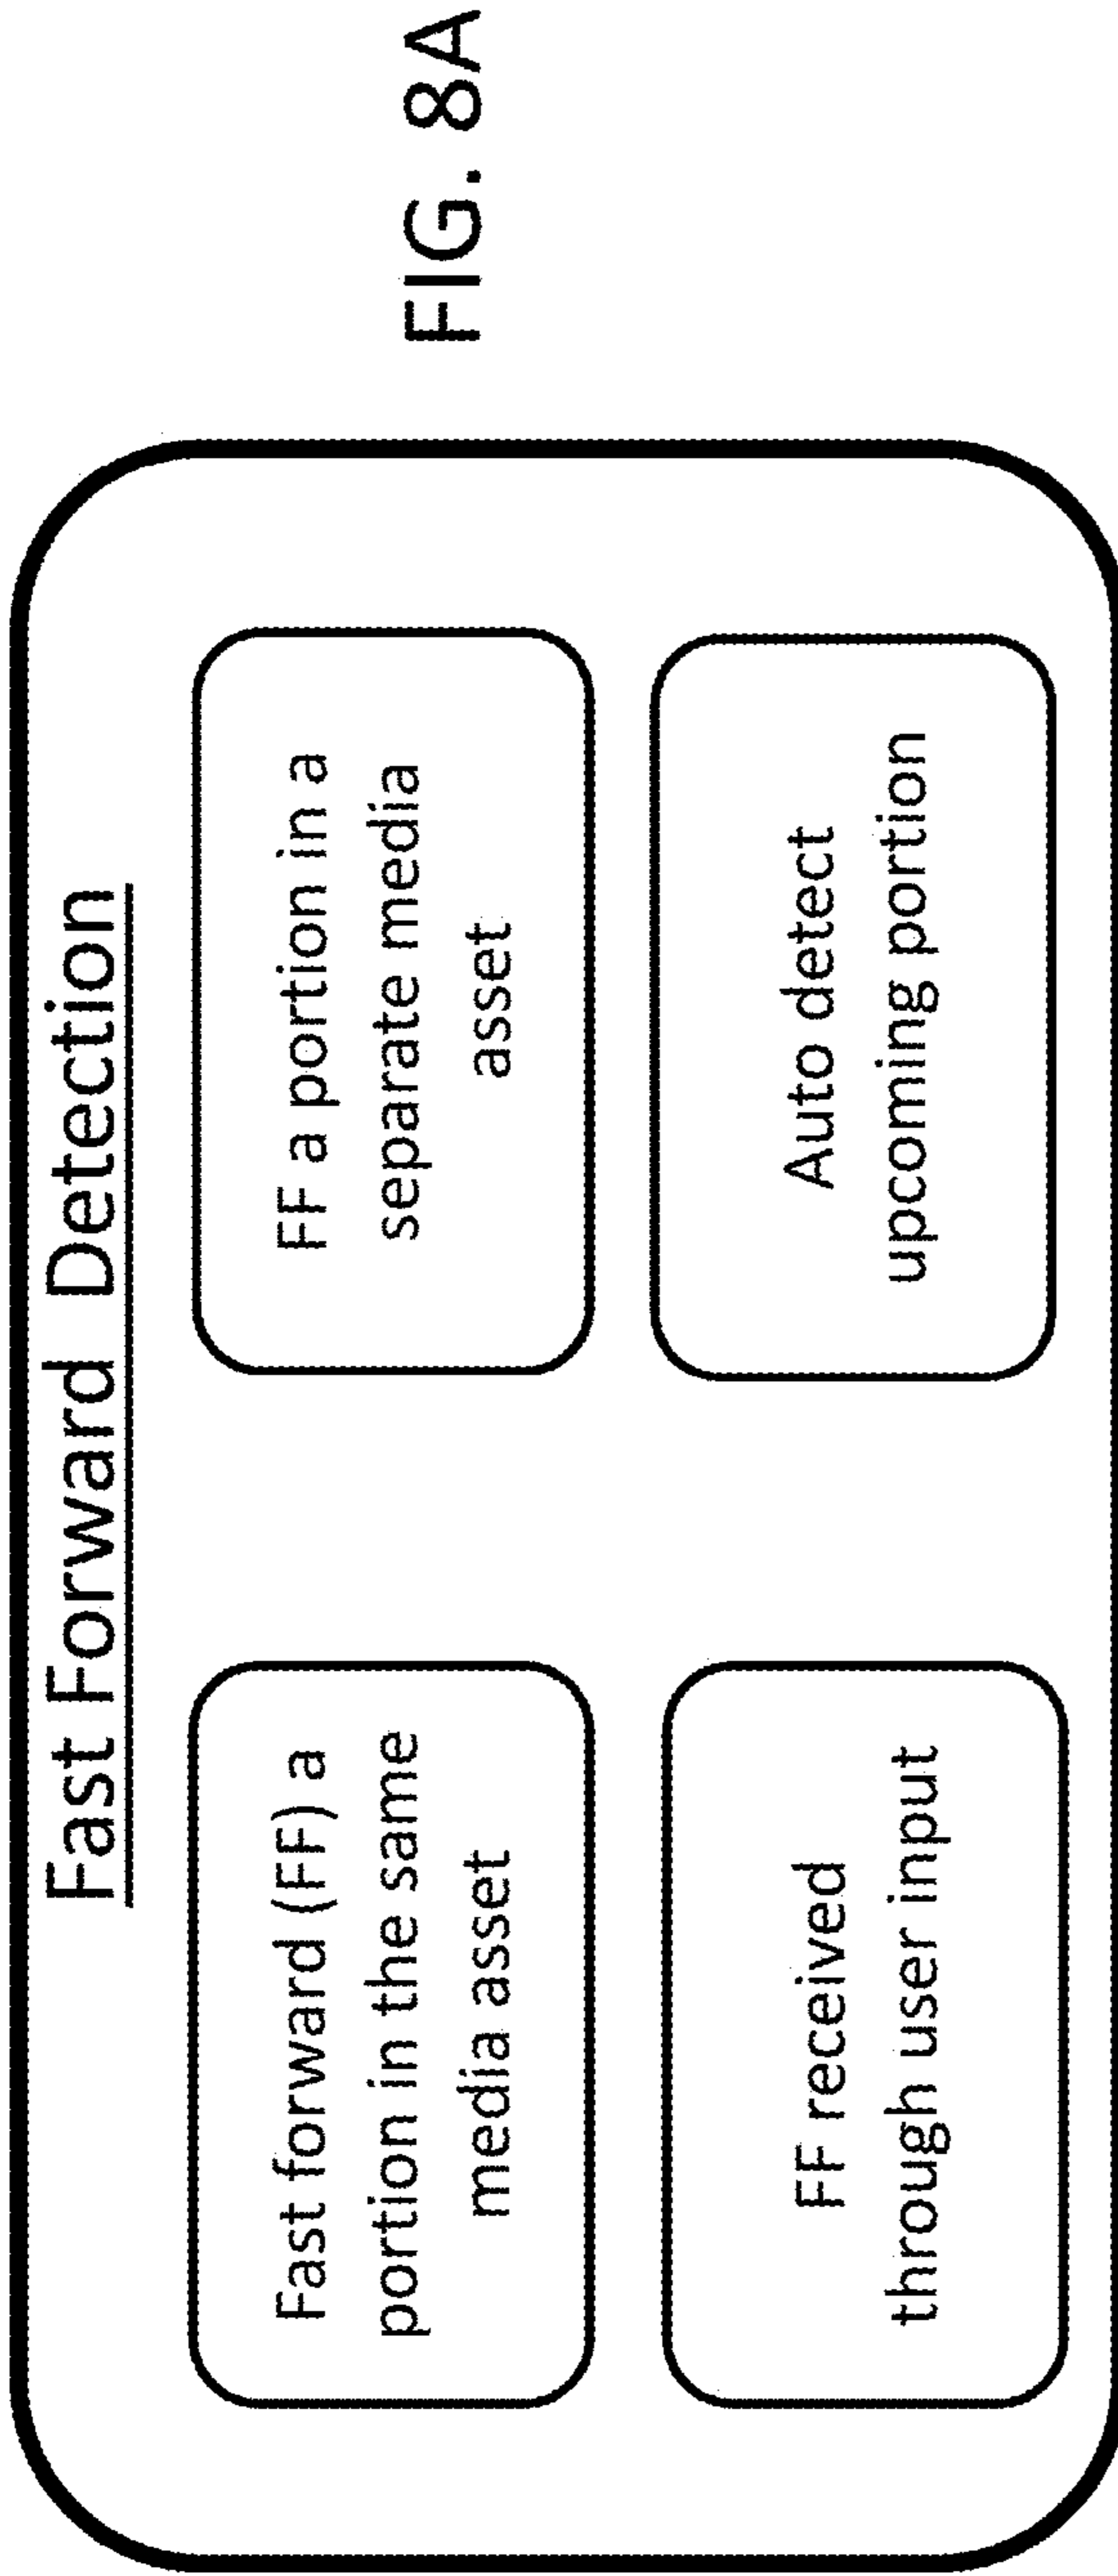 Fast Forward Detection
Fast forward (FF) a
portion in the same
media asset
FF a portion in a
separate media
asset
FF received
through user input
Auto detect
upcoming portion
FIG. 8A